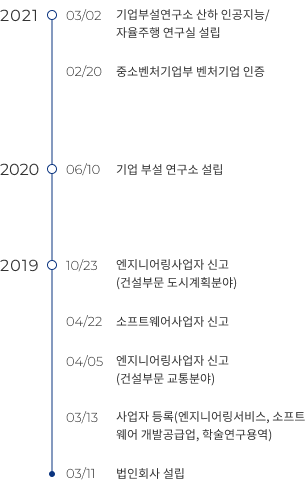 2021 03/02 기업부설연구소 산하 인공지능/
자율주행 연구실 설립
02/20 중소벤처기업부 벤처기업 인증
2020 06/10 기업 부설 연구소 설립
2019 10/23 엔지니어링사업자 신고
(건설부문 도시계획분야)
04/22 소프트웨어사업자 신고
04/05 엔지니어링사업자 신고
(건설부문 교통분야)
03/13 사업자 등록(엔지니어링서비스, 소프트
웨어 개발공급업, 학술연구용역)
03/11 법인회사 설립